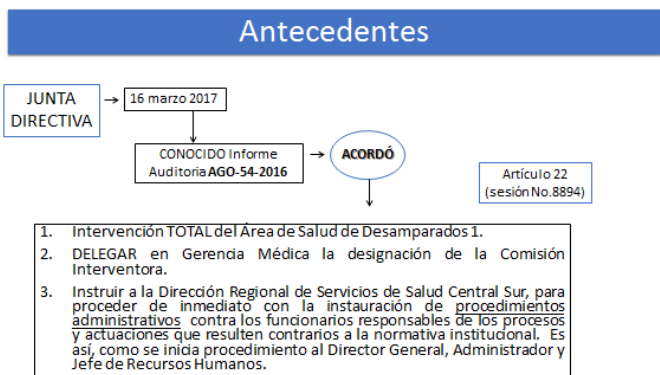 Antecedentes
JUNTA
DIRECTIVA
16 marzo 2017
CONOCIDO Informe
Auditoria AGO-54-2016
ACORDÓ
Artículo 22
(sesión No.8894)
1. Intervención TOTAL del Área de Salud de Desamparados 1.
2. DELEGAR en Gerencia Médica la designación de la Comisión
Interventora.
3. Instruir a la Dirección Regional de Servicios de Salud Central Sur, para
proceder de inmediato con la instauración de procedimientos
administrativos contra los funcionarios responsables de los procesos
y actuaciones que resulten contrarios a la normativa institucional. Es
así, como se inicia procedimiento al Director General, Administrador y
Jefe de Recursos Humanos.